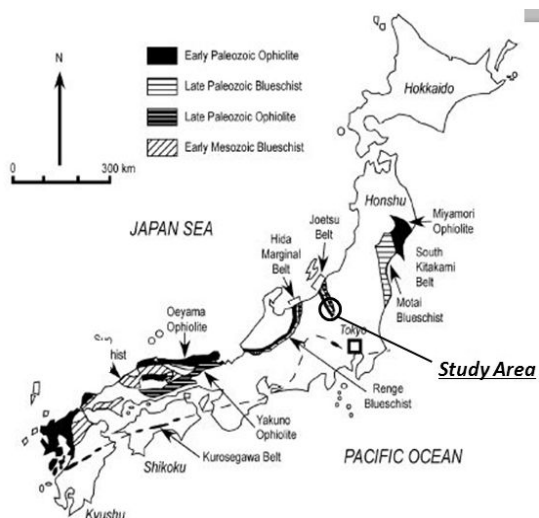 N
0
300 km
Early Paleozoic Ophiolite
Late Paleozoic Blueschist
Late Paleozoic Ophiolite
Early Mesozoic Blueschist
Hokkaido
Honshu
JAPAN SEA
Joetsu
Belt
Hida
Marginal
Belt
Miyamori
Ophiolite
South
Kitakami
Belt
Motai
Blueschist
Oeyama
Ophiolite
Tokyo
hist
Study Area
Renge
Blueschist
Yakuno
Ophiolite
Kurosegawa Belt
Shikoku
PACIFIC OCEAN
Kyushu